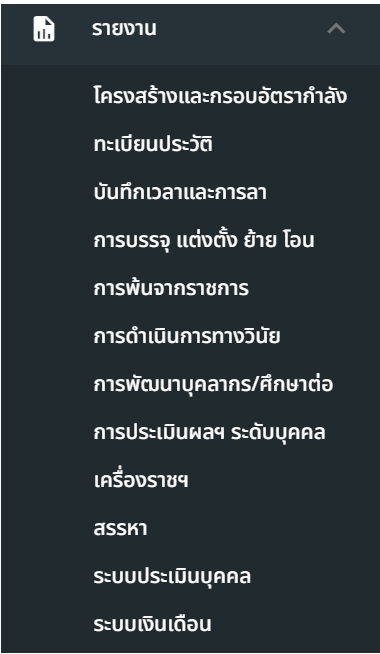 รายงาน
โครงสร้างและกรอบอัตรากำลัง
ทะเบียนประวัติ
บันทึกเวลาและการลา
การบรรจุ แต่งตั้ง ย้าย โอน
การพ้นจากราชการ
การดำเนินการทางวินัย
การพัฒนาบุคลากร/ศึกษาต่อ
การประเมินผลฯ ระดับบุคคล
เครื่องราชฯ
สรรหา
ระบบประเมินบุคคล
ระบบเงินเดือน